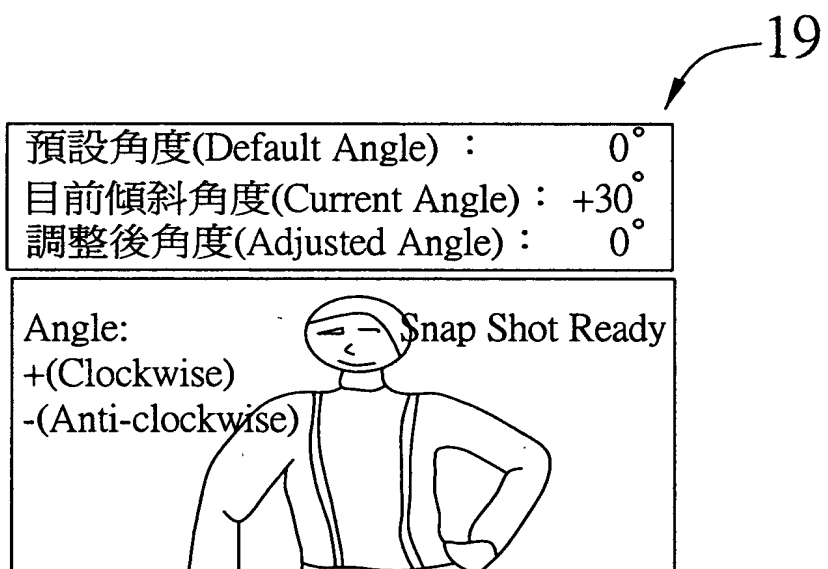 19
預設角度(Default Angle)： 0°
目前傾斜角度(Current Angle)： +30°
調整後角度(Adjusted Angle)： 0°
Angle: Snap Shot Ready
+(Clockwise)
-(Anti-clockwise)